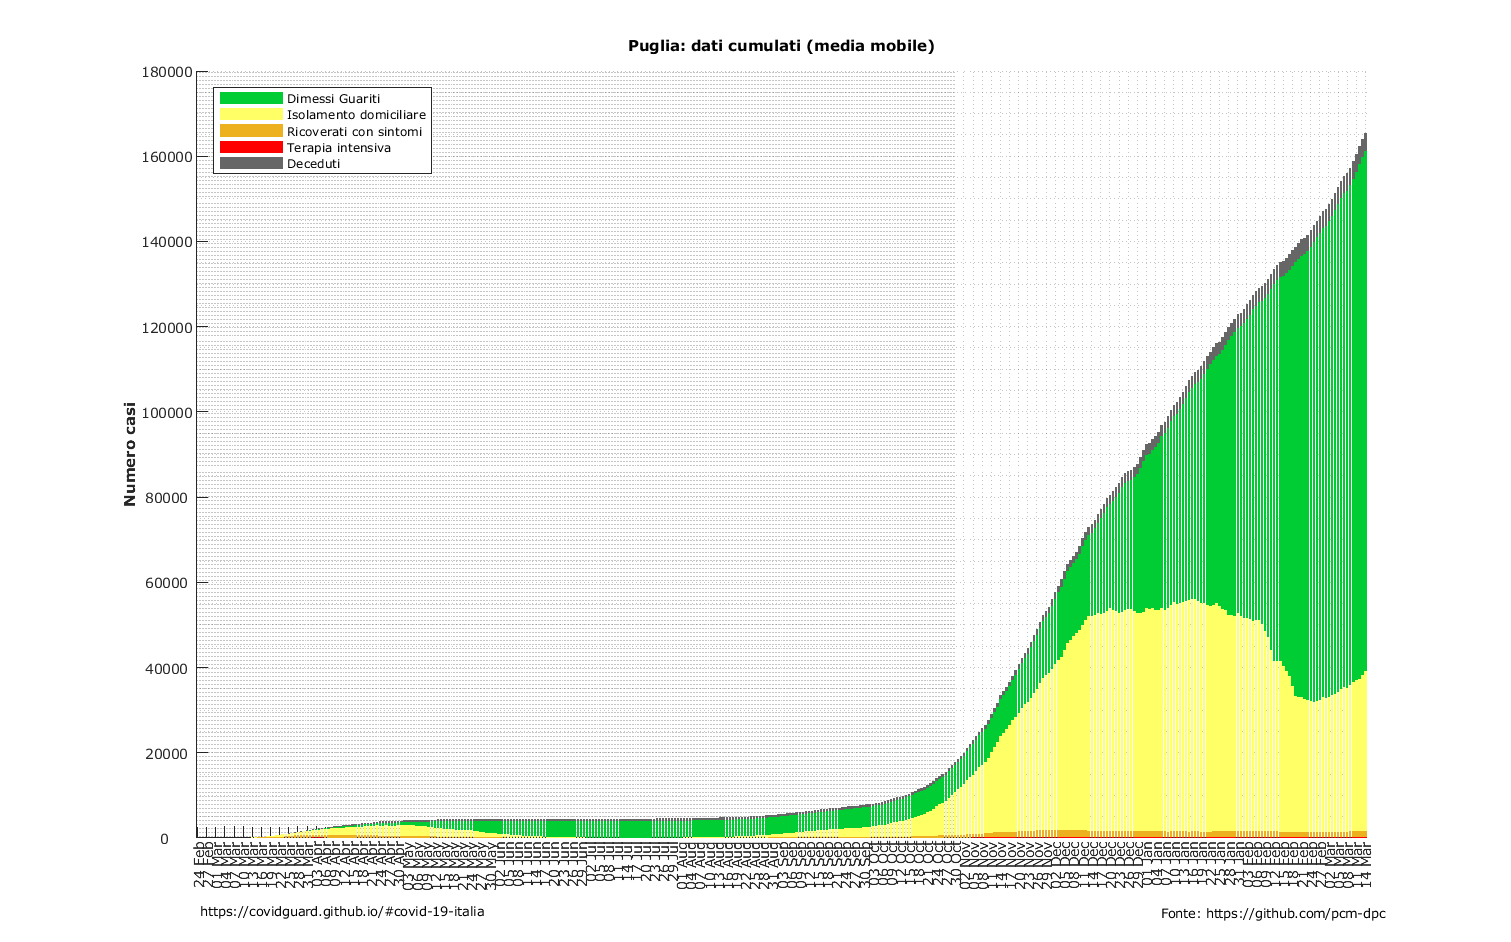 Puglia: dati cumulati (media mobile)
180000
160000
140000
120000
100000
80000
60000
40000
20000
0
Numero casi
Dimessi Guariti
Isolamento domiciliare
Ricoverati con sintomi
Terapia intensiva
Deceduti
24 Feb
27 Feb
01 Mar
04 Mar
07 Mar
10 Mar
13 Mar
16 Mar
19 Mar
22 Mar
25 Mar
28 Mar
31 Mar
03 Apr
06 Apr
09 Apr
12 Apr
15 Apr
18 Apr
21 Apr
24 Apr
27 Apr
30 Apr
03 May
06 May
09 May
12 May
15 May
18 May
21 May
24 May
27 May
30 May
02 Jun
05 Jun
08 Jun
11 Jun
14 Jun
17 Jun
20 Jun
23 Jun
26 Jun
29 Jun
02 Jul
05 Jul
08 Jul
11 Jul
14 Jul
17 Jul
20 Jul
23 Jul
26 Jul
29 Jul
01 Aug
04 Aug
07 Aug
10 Aug
13 Aug
16 Aug
19 Aug
22 Aug
25 Aug
28 Aug
31 Aug
03 Sep
06 Sep
09 Sep
12 Sep
15 Sep
18 Sep
21 Sep
24 Sep
27 Sep
30 Sep
03 Oct
06 Oct
09 Oct
12 Oct
15 Oct
18 Oct
21 Oct
24 Oct
27 Oct
30 Oct
02 Nov
05 Nov
08 Nov
11 Nov
14 Nov
17 Nov
20 Nov
23 Nov
26 Nov
29 Nov
02 Dec
05 Dec
08 Dec
11 Dec
14 Dec
17 Dec
20 Dec
23 Dec
26 Dec
29 Dec
01 Jan
04 Jan
07 Jan
10 Jan
13 Jan
16 Jan
19 Jan
22 Jan
25 Jan
28 Jan
31 Jan
03 Feb
06 Feb
09 Feb
12 Feb
15 Feb
18 Feb
21 Feb
24 Feb
27 Feb
02 Mar
05 Mar
08 Mar
11 Mar
14 Mar
https://covidguard.github.io/#covid-19-italia
Fonte: https://github.com/pcm-dpc